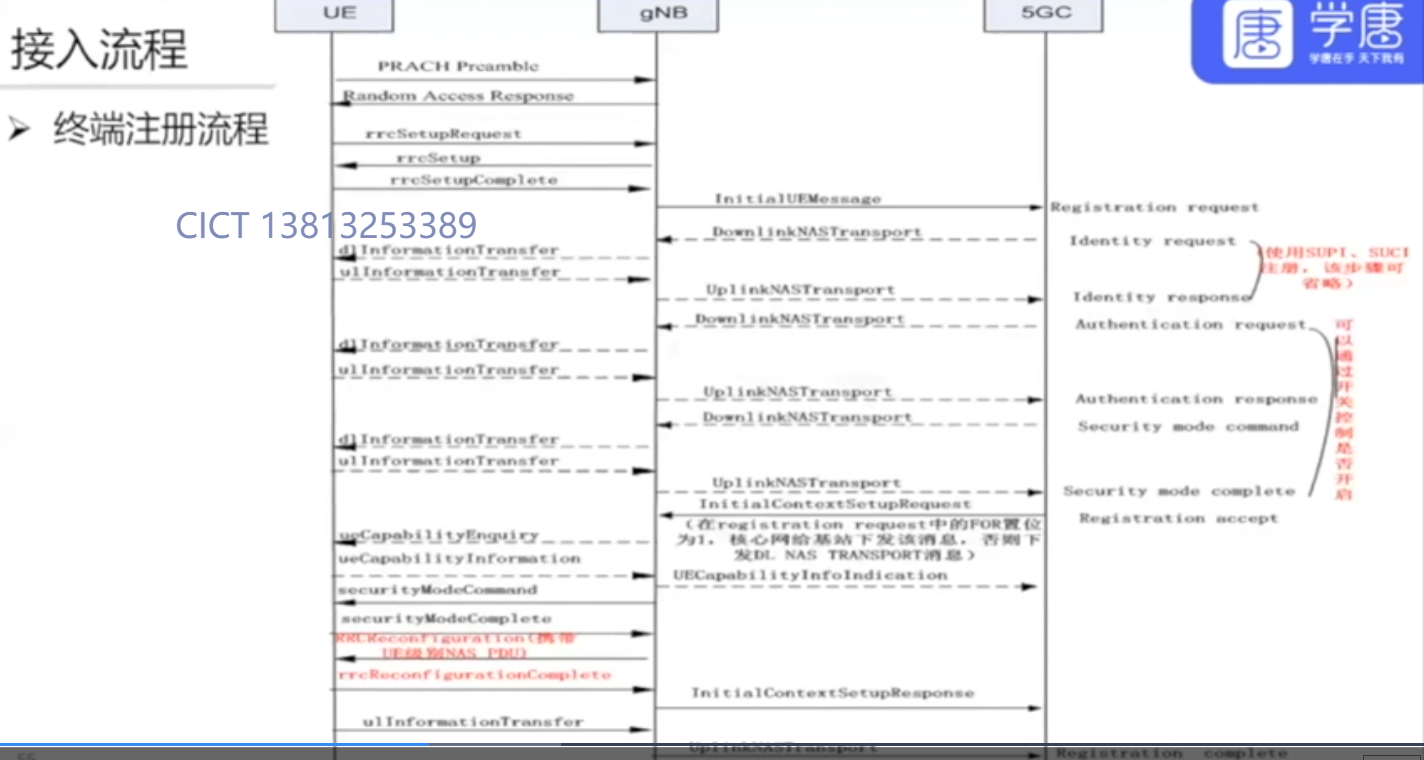 UE
gNB
5GC
唐
学唐
学唐在手 天下我有
接入流程
➢ 终端注册流程
PRACH Preamble
Random Access Response
rrcSetupRequest
rrcSetup
rrcSetupComplete
InitialUEMessage
Registration request
CICT 13813253389
DownlinkNASTransport
Identity request
dlInformationTransfer
(使用SUPI、SUCI
注册，该步骤可
省略)
ulInformationTransfer
UplinkNASTransport
Identity response
DownlinkNASTransport
Authentication request
可以通过开关控制是否开启
dlInformationTransfer
ulInformationTransfer
UplinkNASTransport
Authentication response
DownlinkNASTransport
Security mode command
dlInformationTransfer
ulInformationTransfer
UplinkNASTransport
Security mode complete
InitialContextSetupRequest
Registration accept
(在registration request中的FOR置位
为1，核心网给基站下发该消息，否则下
发DL NAS TRANSPORT消息)
ueCapabilityEnquiry
ueCapabilityInformation
UECapabilityInfoIndication
securityModeCommand
securityModeComplete
RRCReconfiguration(携带
UE级别NAS PDU)
rrcReconfigurationComplete
InitialContextSetupResponse
ulInformationTransfer
UplinkNASTransport
Registration complete
55